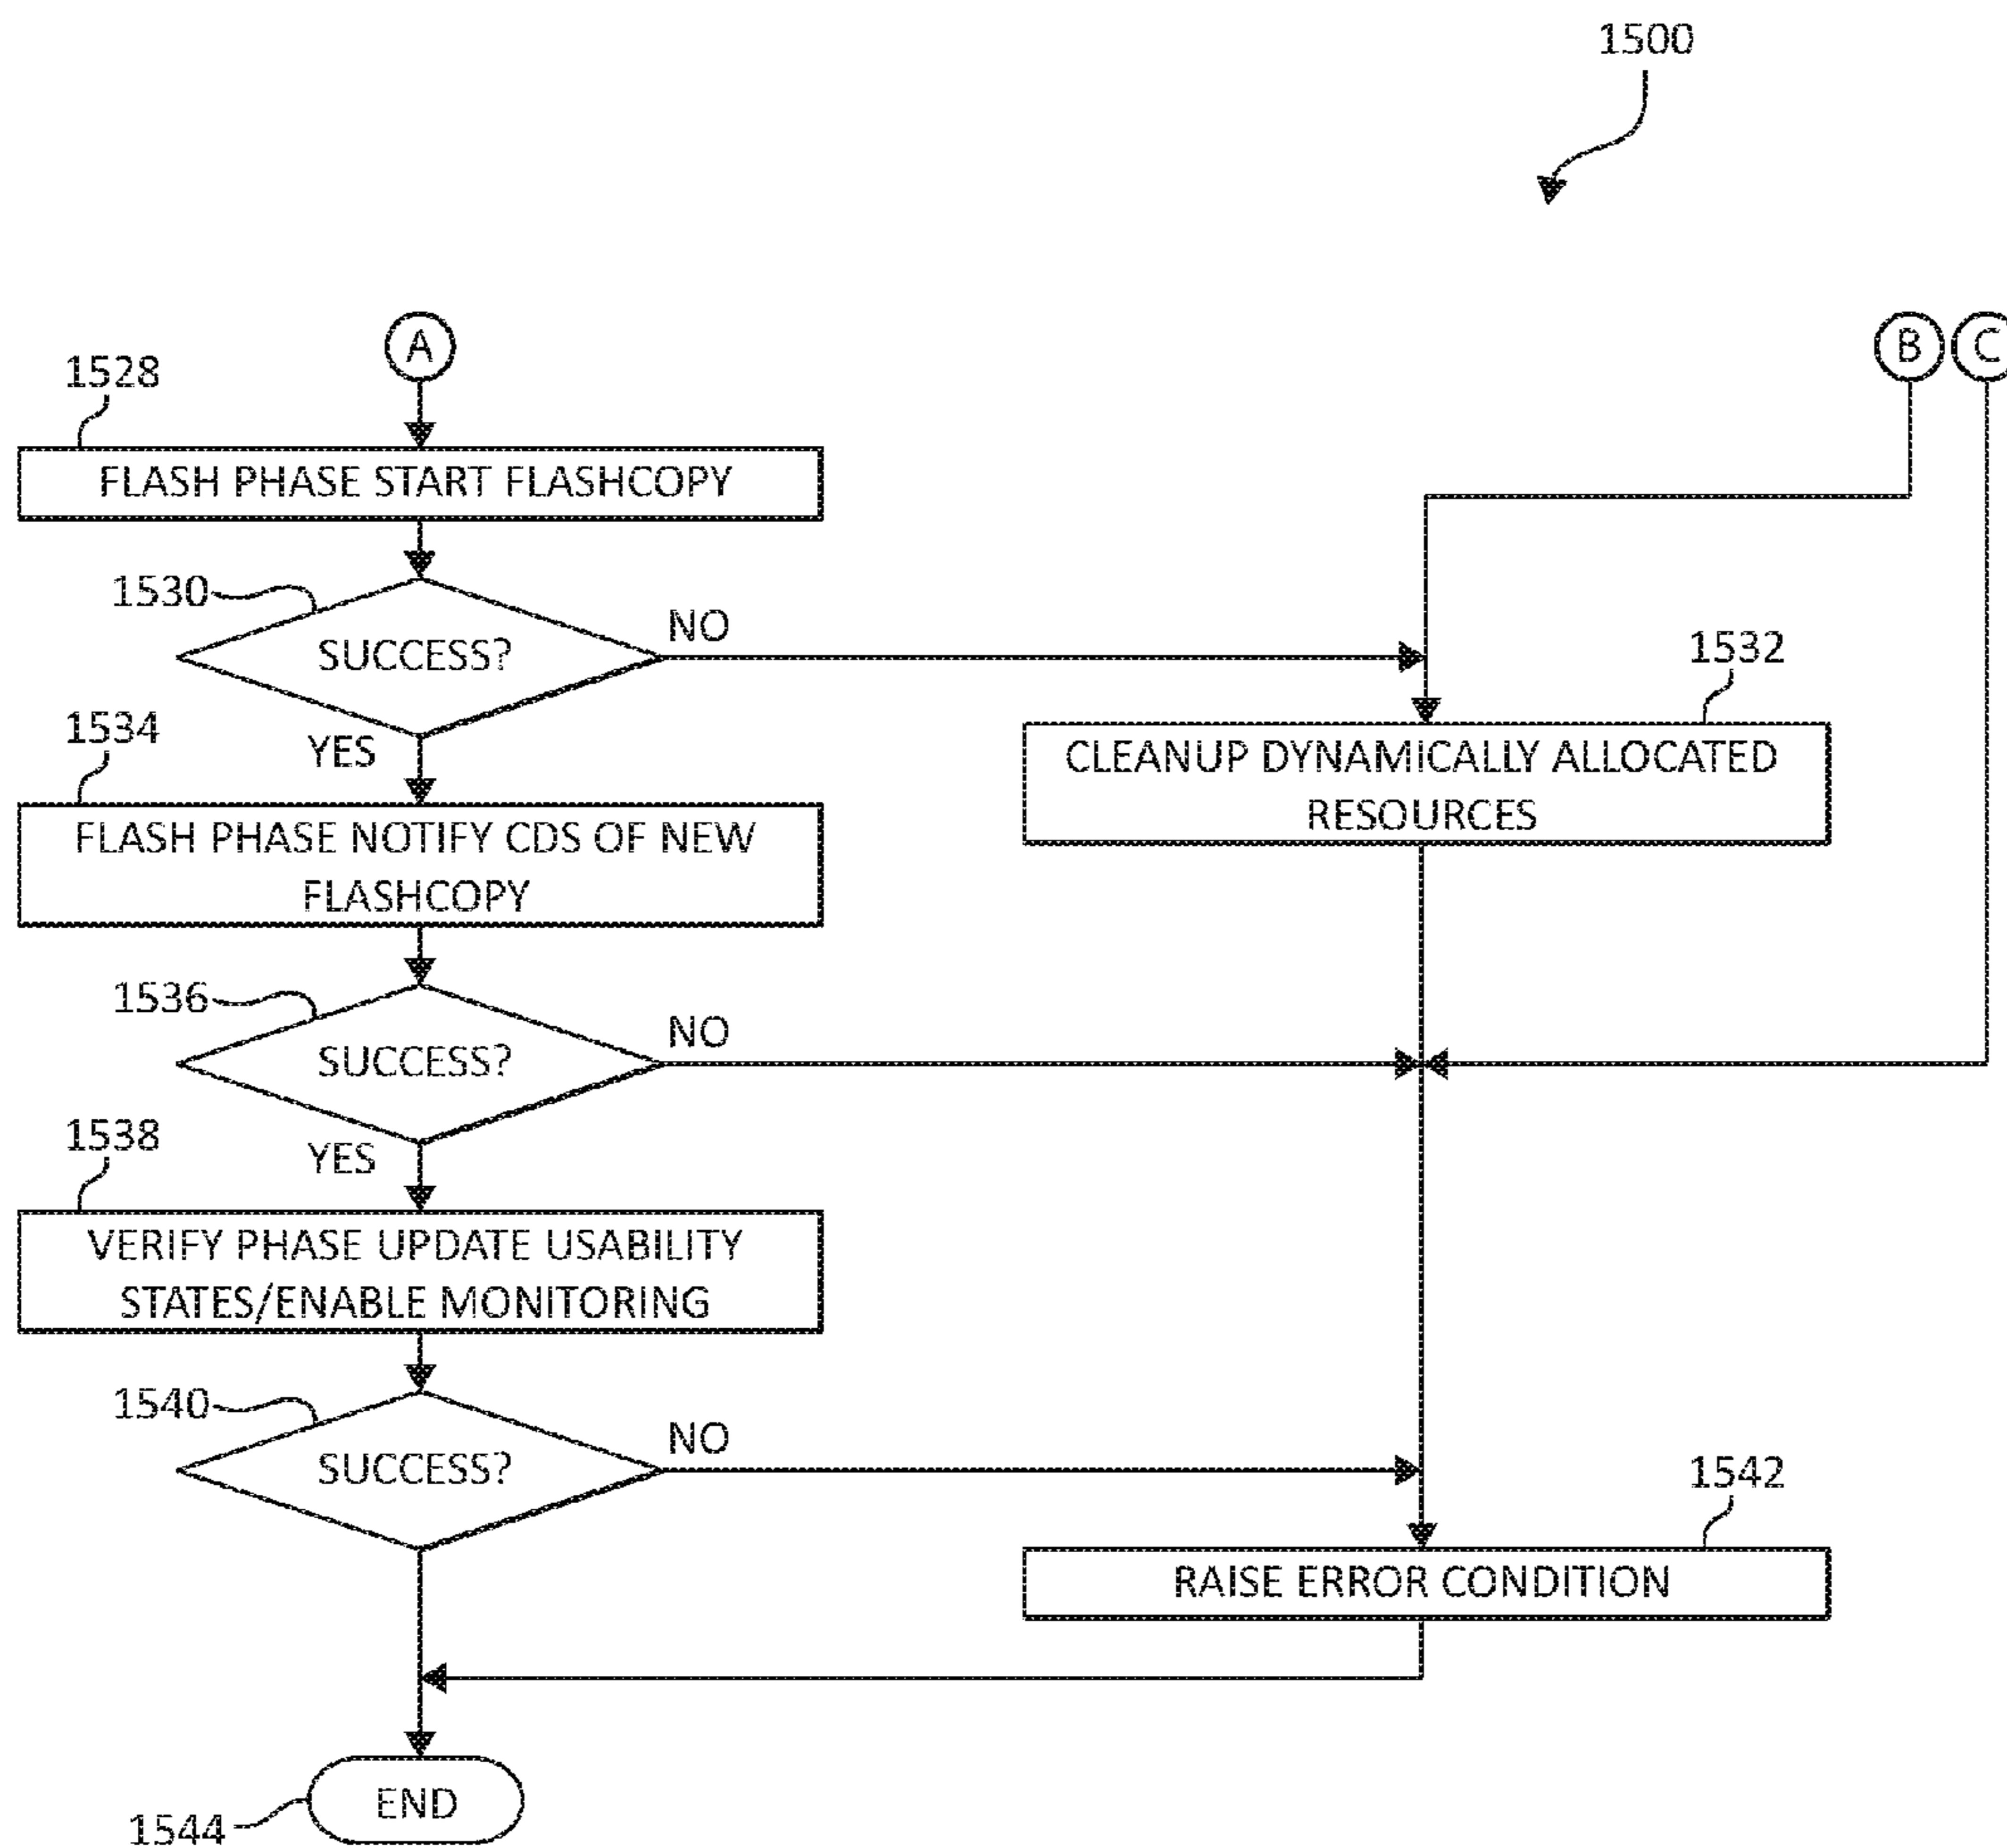 1500
A
B
C
1528
FLASH PHASE START FLASHCOPY
1530
SUCCESS?
NO
1532
YES
1534
CLEANUP DYNAMICALLY ALLOCATED
RESOURCES
FLASH PHASE NOTIFY CDS OF NEW
FLASHCOPY
1536
SUCCESS?
NO
YES
1538
VERIFY PHASE UPDATE USABILITY
STATES/ENABLE MONITORING
1540
SUCCESS?
NO
1542
RAISE ERROR CONDITION
END
1544